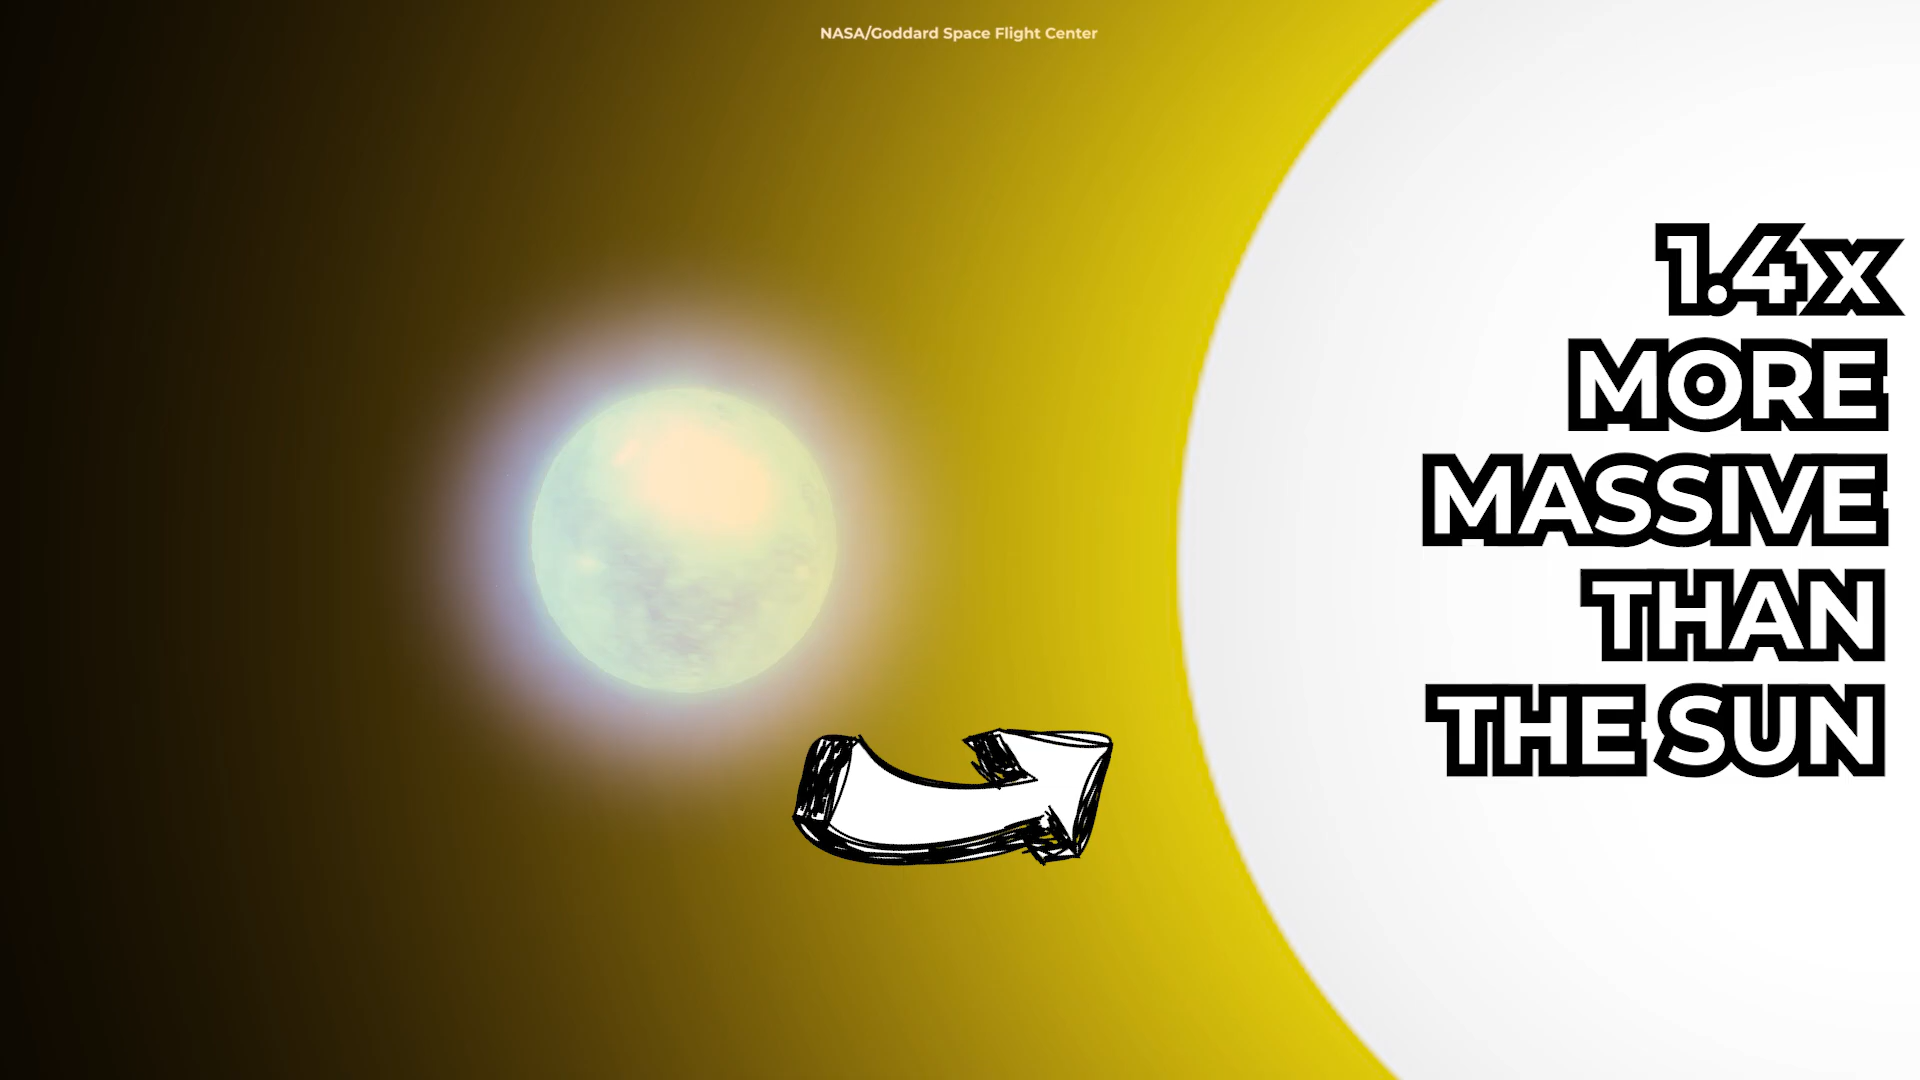 NASA/Goddard Space Flight Center
1.4x
MORE
MASSIVE
THAN
THE SUN